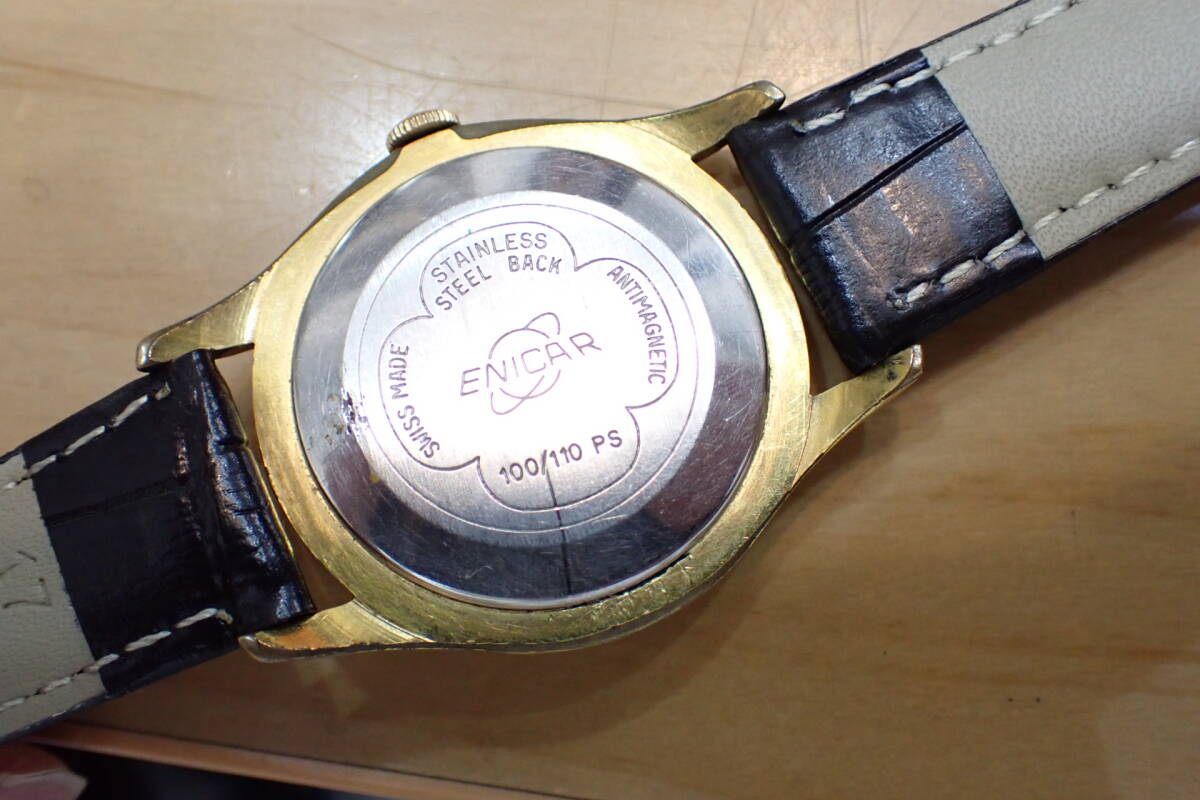 STAINLESS
STEEL BACK
ANTIMAGNETIC
SWISS MADE
ENICAR
100/110 PS